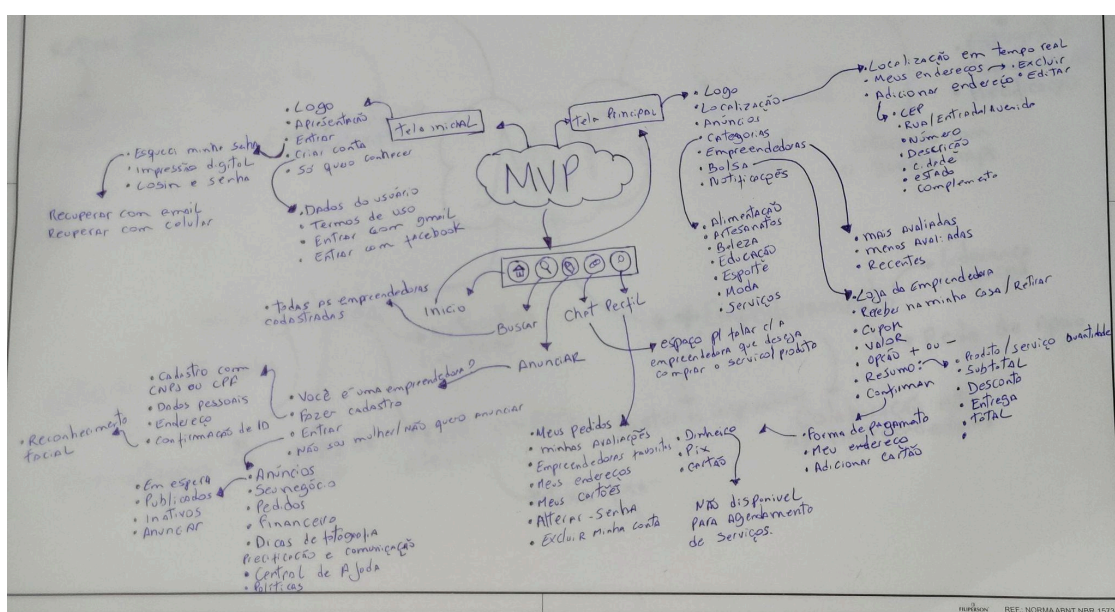 MVP
tela inicial
• Logo
• Apresentação
• Entrar
• Criar conta
• Só quero conhecer
• Esqueci minha senha
• Impressão digital
• Login e senha
Recuperar com email
Recuperar com celular
• Dados do usuário
• Termos de uso
• Entrar com gmail
• Entrar com facebook
tela Principal
• Logo
• Localização
• Anúncios
• Categorias
• Empreendedoras
• Bolsa
• Notificações
• Localização em tempo real
• Meus endereços → • Excluir
• Adicionar endereço • Editar
• CEP
• Rua/Entrada/Avenida
• Número
• Descrição
• cidade
• estado
• complemento
• Alimentação
• Artesanatos
• Beleza
• Educação
• Esporte
• Moda
• Serviços
• mais Avaliadas
• menos Avaliadas
• Recentes
• Loja da Empreendedora
• Receber na minha casa/Retirar
• Cupom
• VALOR
• opção + ou -
• Resumo:
• Confirmar
• Produto/serviço Quantidade
• SubTOTAL
• Desconto
• Entrega
• TOTAL
•
• Forma de pagamento
• Meu endereço
• Adicionar cartão
• Dinheiro
• Pix
• cartão
NÃO disponivel
para Agendamento
de Serviços.
Inicio
Buscar
• todas as empreendedoras
cadastradas
ANUNCIAR
Chat
Perfil
• espaço p/ falar c/ a
empreendedora que deseja
comprar o servico/produto
• Você é uma empreendedora?
• Fazer cadastro
• Entrar
• NÃO sou mulher/não quero anunciar
• Cadastro com
CNPJ ou CPF
• Dados pessoais
• Endereço
• Confirmação de ID
+
• Reconhecimento
facial
• Anúncios
• Seu negócio
• Pedidos
• Financeiro
• Dicas de fotografia
Precificação e comunicação
• Central de Ajuda
• Políticas
• Em espera
• Publicados
• Inativos
• Anunciar
• Meus pedidos
• minhas avaliações
• Empreendedoras favoritas
• Meus endereços
• Meus cartões
• Alterar - Senha
• Excluir minha conta
FILIPERSON REF.: NORMA ABNT NBR 1573